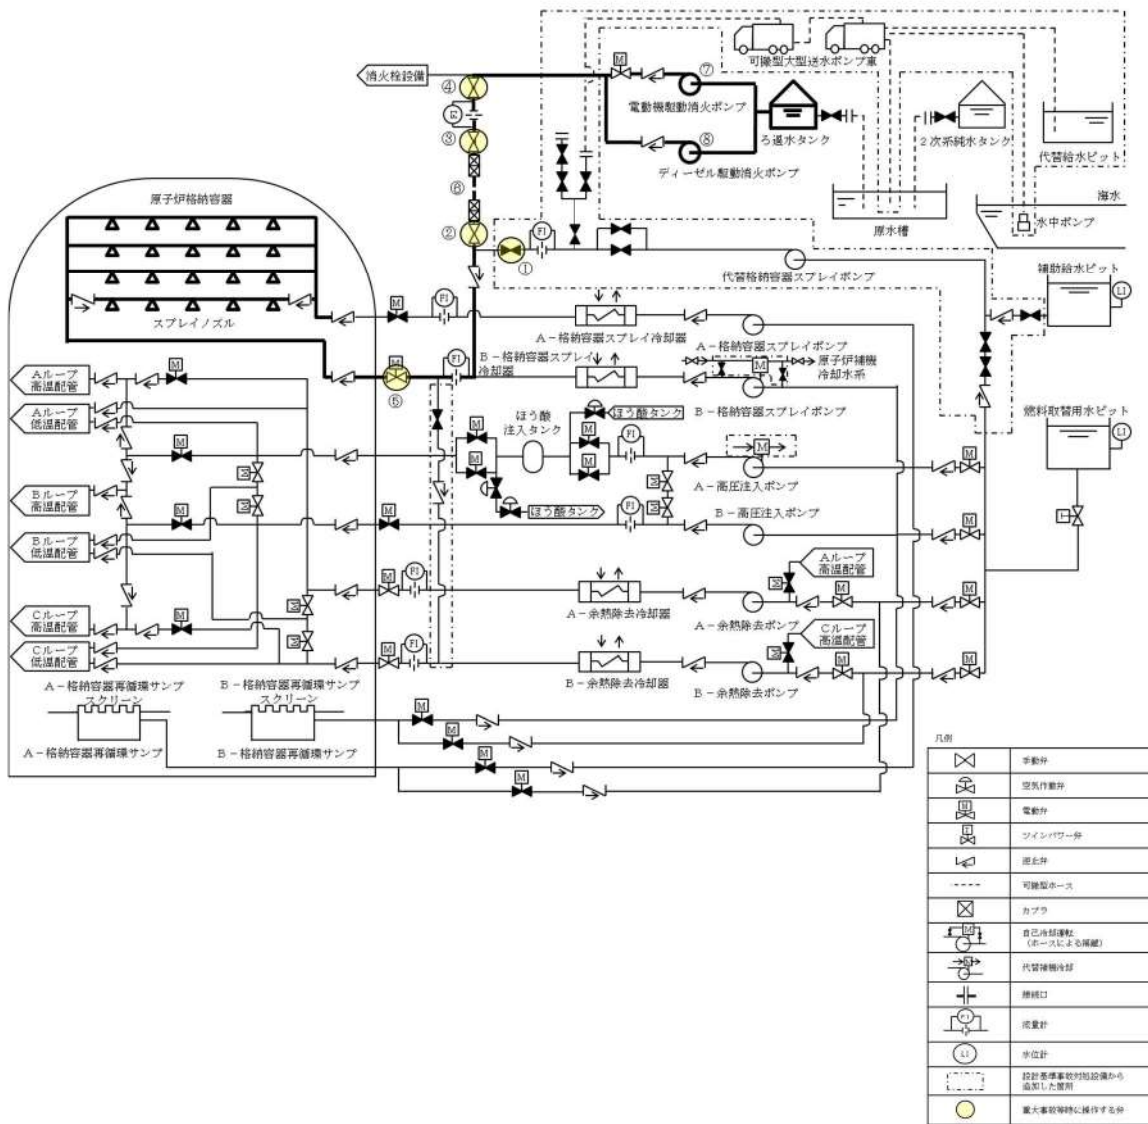 可搬型大型送水ポンプ車
消火栓設備
M
④
⑦
電動機駆動消火ポンプ
ろ過水タンク
2次系純水タンク
代替給水ピット
③
⑧
ディーゼル駆動消火ポンプ
⑥
原水槽
海水
水中ポンプ
②
FI
①
代替格納容器スプレイポンプ
補助給水ピット
LI
原子炉格納容器
スプレイノズル
M
FI
A-格納容器スプレイ冷却器
A-格納容器スプレイポンプ
B-格納容器スプレイ
冷却器
M
原子炉補機
冷却水系
M
⑤
FI
B-格納容器スプレイポンプ
燃料取替用水ピット
LI
Aループ
高温配管
M
Aループ
低温配管
M
M
ほう酸
注入タンク
ほう酸タンク
M
FI
M
M
M
A-高圧注入ポンプ
M
Bループ
高温配管
M
M
ほう酸タンク
M
FI
M
B-高圧注入ポンプ
M
Bループ
低温配管
M
M
Aループ
高温配管
M
FI
A-余熱除去冷却器
A-余熱除去ポンプ
M
M
M
Cループ
高温配管
M
M
Cループ
高温配管
Cループ
低温配管
M
M
FI
B-余熱除去冷却器
B-余熱除去ポンプ
M
M
M
A-格納容器再循環サンプ
スクリーン
B-格納容器再循環サンプ
スクリーン
A-格納容器再循環サンプ
B-格納容器再循環サンプ
M
M
M
M
凡例
手動弁
空気作動弁
M
電動弁
ツインパワー弁
逆止弁
可搬型ホース
カプラ
M
自己冷却運転
(ホースによる接続)
M
代替補機冷却
接続口
FI
流量計
LI
水位計
設計基準事故対処設備から
追加した箇所
重大事故等時に操作する弁